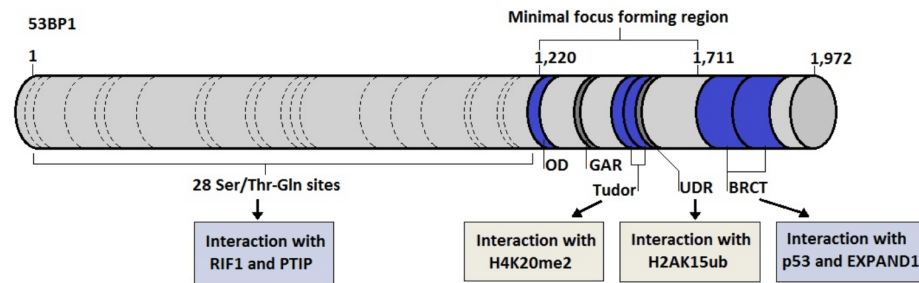 53BP1
Minimal focus forming region
1
1,220
1,711
1,972
OD
GAR
Tudor
UDR
BRCT
28 Ser/Thr-Gln sites
Interaction with
RIF1 and PTIP
Interaction with
H4K20me2
Interaction with
H2AK15ub
Interaction with
p53 and EXPAND1